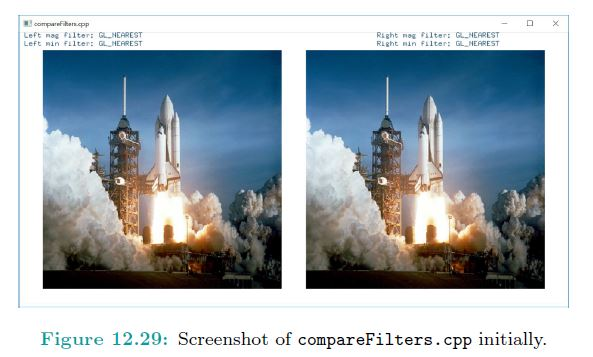 compareFilters.cpp
Left mag filter: GL_NEAREST
Left min filter: GL_NEAREST
Right mag filter: GL_NEAREST
Right min filter: GL_NEAREST
Figure 12.29: Screenshot of compareFilters.cpp initially.